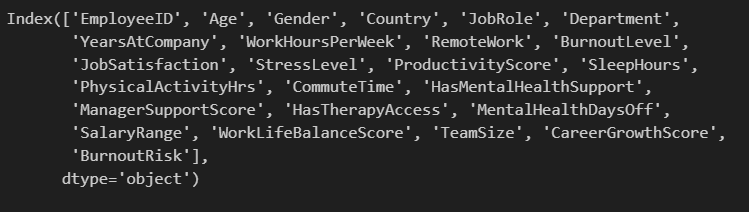 Index(['EmployeeID', 'Age', 'Gender', 'Country', 'JobRole', 'Department',
'YearsAtCompany', 'WorkHoursPerWeek', 'RemoteWork', 'BurnoutLevel',
'JobSatisfaction', 'StressLevel', 'ProductivityScore', 'SleepHours',
'PhysicalActivityHrs', 'CommuteTime', 'HasMentalHealthSupport',
'ManagerSupportScore', 'HasTherapyAccess', 'MentalHealthDaysOff',
'SalaryRange', 'WorkLifeBalanceScore', 'TeamSize', 'CareerGrowthScore',
'BurnoutRisk'],
dtype='object')